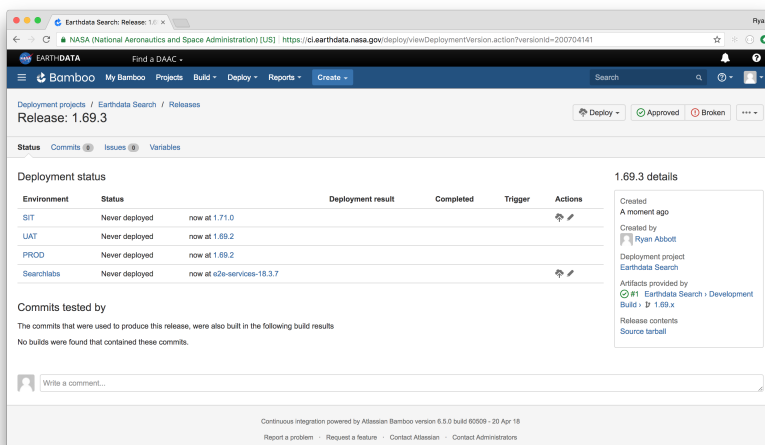 Earthdata Search: Release: 1.6
Rya
NASA (National Aeronautics and Space Administration) [US]
https://ci.earthdata.nasa.gov/deploy/viewDeploymentVersion.action?versionId=200704141
EARTHDATA
Find a DAAC
Bamboo
My Bamboo
Projects
Build
Deploy
Reports
Create
Search
Deployment projects / Earthdata Search / Releases
Release: 1.69.3
Deploy
Approved
Broken
Status
Commits 0
Issues 0
Variables
Deployment status
Environment Status Deployment result Completed Trigger Actions
SIT Never deployed now at 1.71.0
UAT Never deployed now at 1.69.2
PROD Never deployed now at 1.69.2
Searchlabs Never deployed now at e2e-services-18.3.7
Commits tested by
The commits that were used to produce this release, were also built in the following build results
No builds were found that contained these commits.
1.69.3 details
Created
A moment ago
Created by
Ryan Abbott
Deployment project
Earthdata Search
Artifacts provided by
#1 Earthdata Search › Development
Build › 1.69.x
Release contents
Source tarball
Write a comment...
Continuous integration powered by Atlassian Bamboo version 6.5.0 build 60509 - 20 Apr 18
Report a problem · Request a feature · Contact Atlassian · Contact Administrators